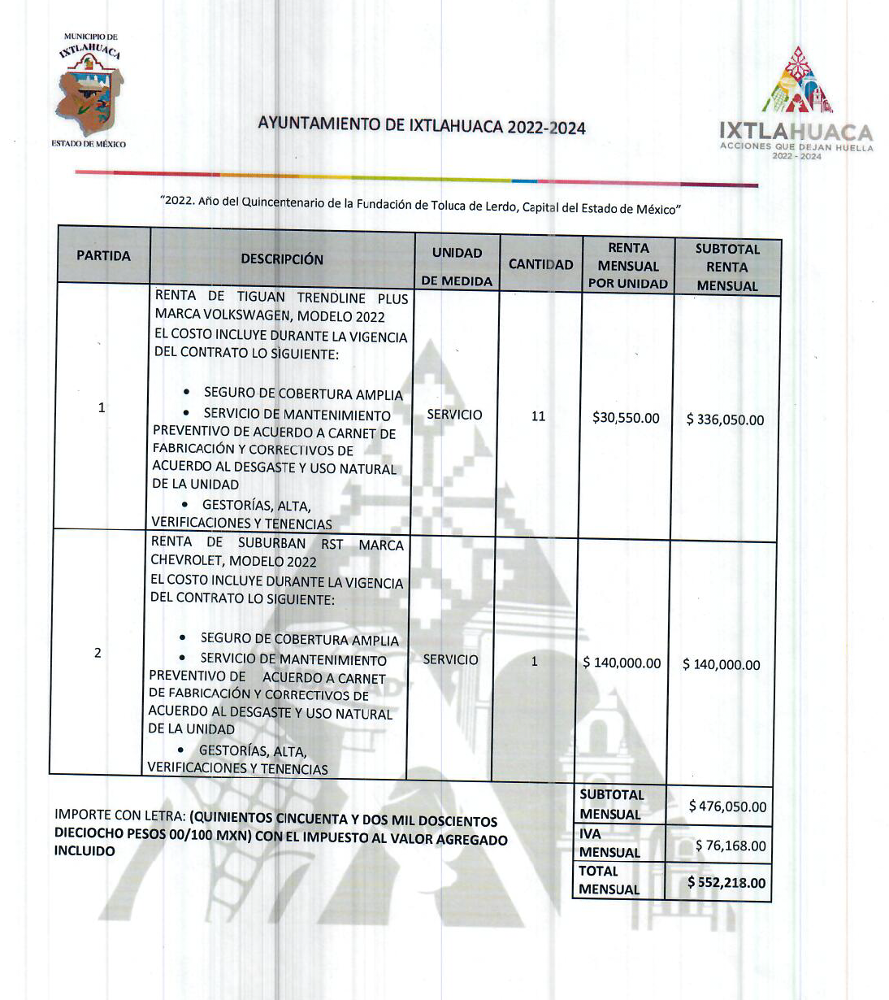 MUNICIPIO DE
IXTLAHUACA
ESTADO DE MÉXICO
AYUNTAMIENTO DE IXTLAHUACA 2022-2024
IXTLAHUACA
ACCIONES QUE DEJAN HUELLA
2022 - 2024
"2022. Año del Quincentenario de la Fundación de Toluca de Lerdo, Capital del Estado de México"
PARTIDA
DESCRIPCIÓN
UNIDAD
DE MEDIDA
CANTIDAD
RENTA
MENSUAL
POR UNIDAD
SUBTOTAL
RENTA
MENSUAL
1
RENTA DE TIGUAN TRENDLINE PLUS
MARCA VOLKSWAGEN, MODELO 2022
EL COSTO INCLUYE DURANTE LA VIGENCIA
DEL CONTRATO LO SIGUIENTE:
• SEGURO DE COBERTURA AMPLIA
• SERVICIO DE MANTENIMIENTO
PREVENTIVO DE ACUERDO A CARNET DE
FABRICACIÓN Y CORRECTIVOS DE
ACUERDO AL DESGASTE Y USO NATURAL
DE LA UNIDAD
• GESTORÍAS, ALTA,
VERIFICACIONES Y TENENCIAS
SERVICIO
11
$30,550.00
$ 336,050.00
2
RENTA DE SUBURBAN RST MARCA
CHEVROLET, MODELO 2022
EL COSTO INCLUYE DURANTE LA VIGENCIA
DEL CONTRATO LO SIGUIENTE:
• SEGURO DE COBERTURA AMPLIA
• SERVICIO DE MANTENIMIENTO
PREVENTIVO DE ACUERDO A CARNET
DE FABRICACIÓN Y CORRECTIVOS DE
ACUERDO AL DESGASTE Y USO NATURAL
DE LA UNIDAD
• GESTORÍAS, ALTA,
VERIFICACIONES Y TENENCIAS
SERVICIO
1
$ 140,000.00
$ 140,000.00
SUBTOTAL
MENSUAL
$ 476,050.00
IVA
MENSUAL
$ 76,168.00
TOTAL
MENSUAL
$ 552,218.00
IMPORTE CON LETRA: (QUINIENTOS CINCUENTA Y DOS MIL DOSCIENTOS
DIECIOCHO PESOS 00/100 MXN) CON EL IMPUESTO AL VALOR AGREGADO
INCLUIDO